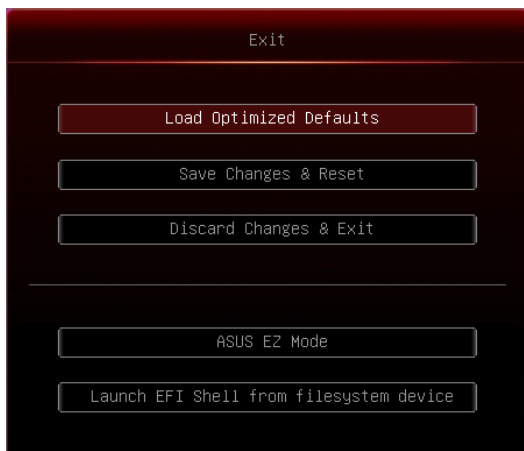 Exit
Load Optimized Defaults
Save Changes & Reset
Discard Changes & Exit
ASUS EZ Mode
Launch EFI Shell from filesystem device